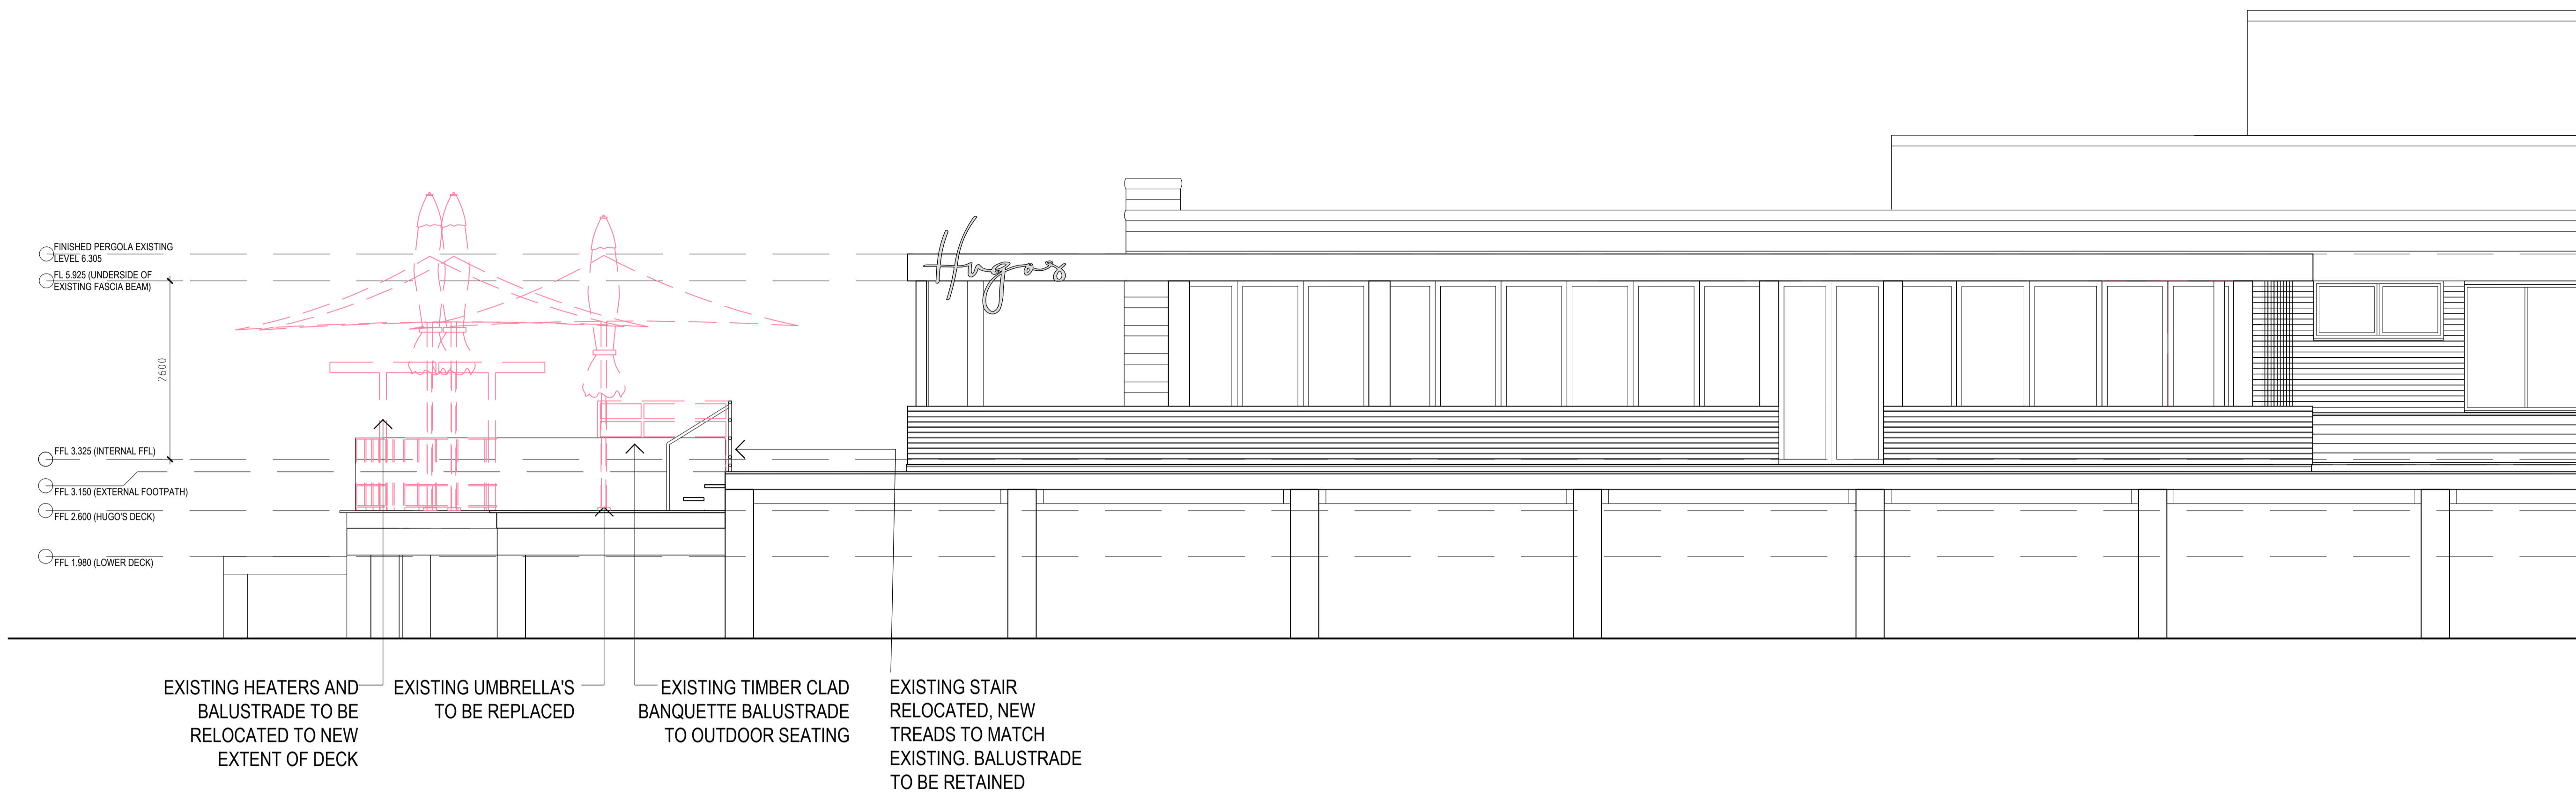 Hugos
FINISHED PERGOLA EXISTING
LEVEL 6.305
FL 5.925 (UNDERSIDE OF
EXISTING FASCIA BEAM)
2600
FFL 3.325 (INTERNAL FFL)
FFL 3.150 (EXTERNAL FOOTPATH)
FFL 2.600 (HUGO'S DECK)
FFL 1.980 (LOWER DECK)
EXISTING HEATERS AND
BALUSTRADE TO BE
RELOCATED TO NEW
EXTENT OF DECK
EXISTING UMBRELLA'S
TO BE REPLACED
EXISTING TIMBER CLAD
BANQUETTE BALUSTRADE
TO OUTDOOR SEATING
EXISTING STAIR
RELOCATED, NEW
TREADS TO MATCH
EXISTING. BALUSTRADE
TO BE RETAINED